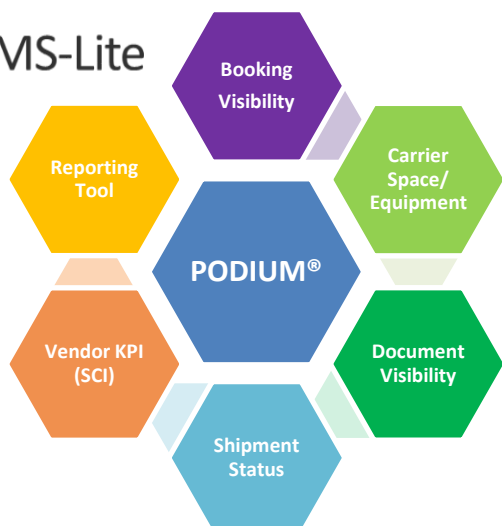 MS-Lite
Booking
Visibility
Reporting
Tool
Carrier
Space/
Equipment
PODIUM®
Vendor KPI
(SCI)
Document
Visibility
Shipment
Status